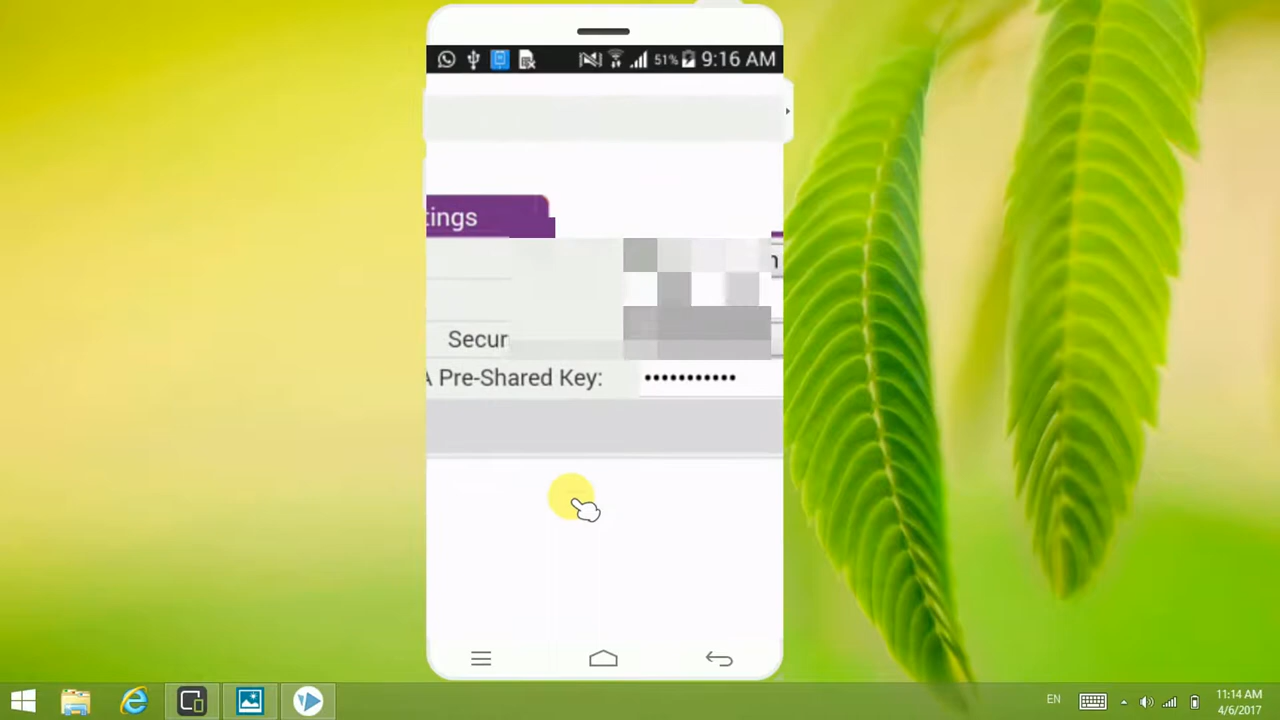 51% 9:16 AM
tings
n
Secur
A Pre-Shared Key: •••••••••••
EN
11:14 AM
4/6/2017